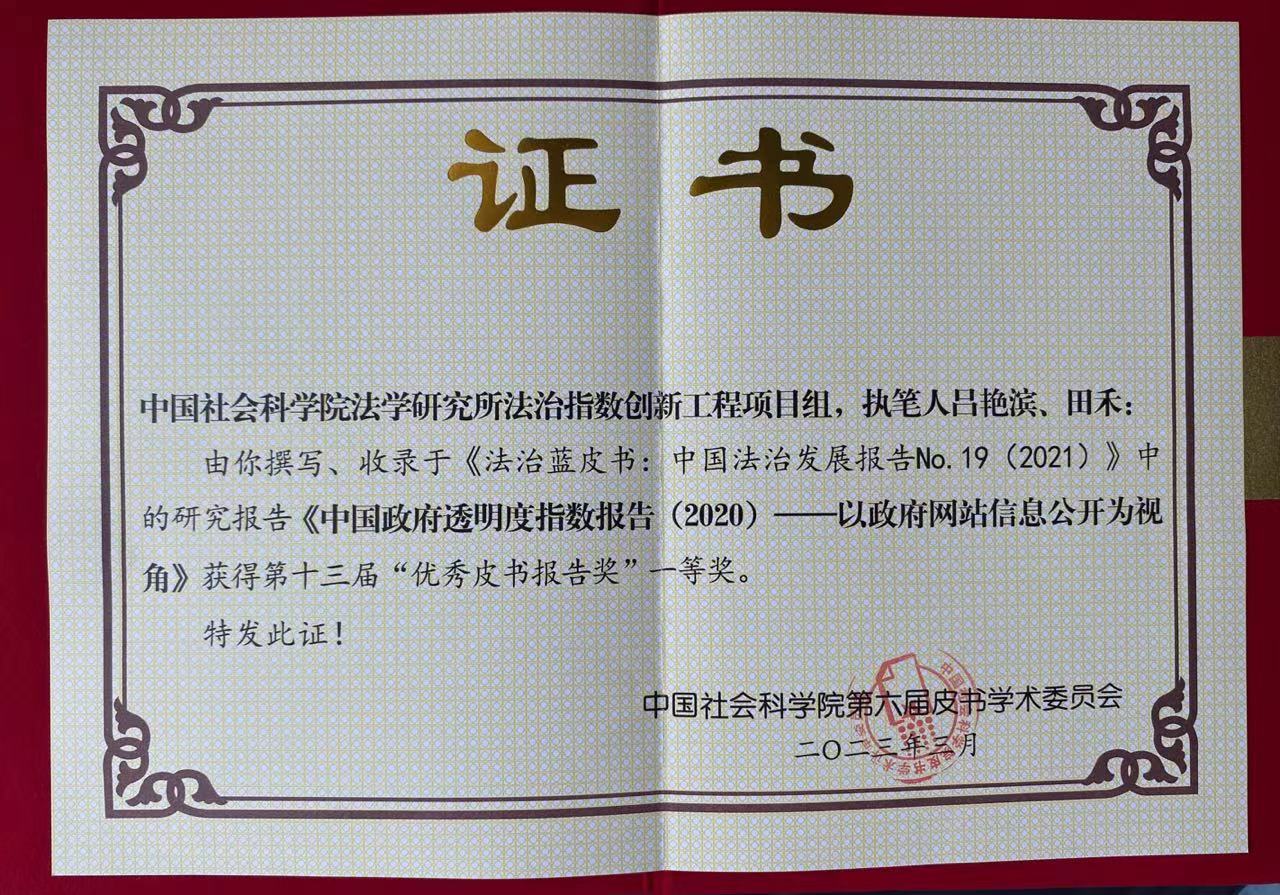 证书
中国社会科学院法学研究所法治指数创新工程项目组，执笔人吕艳滨、田禾：
由你撰写、收录于《法治蓝皮书：中国法治发展报告No.19（2021）》中
的研究报告《中国政府透明度指数报告（2020）——以政府网站信息公开为视
角》获得第十三届“优秀皮书报告奖”一等奖。
特发此证！
中国社会科学院第六届皮书学术委员会
二〇二三年三月